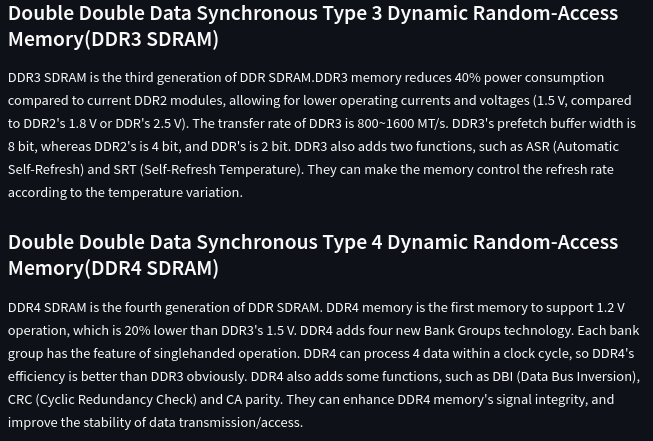 Double Double Data Synchronous Type 3 Dynamic Random-Access
Memory(DDR3 SDRAM)
DDR3 SDRAM is the third generation of DDR SDRAM.DDR3 memory reduces 40% power consumption
compared to current DDR2 modules, allowing for lower operating currents and voltages (1.5 V, compared
to DDR2's 1.8 V or DDR's 2.5 V). The transfer rate of DDR3 is 800~1600 MT/s. DDR3's prefetch buffer width is
8 bit, whereas DDR2's is 4 bit, and DDR's is 2 bit. DDR3 also adds two functions, such as ASR (Automatic
Self-Refresh) and SRT (Self-Refresh Temperature). They can make the memory control the refresh rate
according to the temperature variation.
Double Double Data Synchronous Type 4 Dynamic Random-Access
Memory(DDR4 SDRAM)
DDR4 SDRAM is the fourth generation of DDR SDRAM. DDR4 memory is the first memory to support 1.2 V
operation, which is 20% lower than DDR3's 1.5 V. DDR4 adds four new Bank Groups technology. Each bank
group has the feature of singlehanded operation. DDR4 can process 4 data within a clock cycle, so DDR4's
efficiency is better than DDR3 obviously. DDR4 also adds some functions, such as DBI (Data Bus Inversion),
CRC (Cyclic Redundancy Check) and CA parity. They can enhance DDR4 memory's signal integrity, and
improve the stability of data transmission/access.